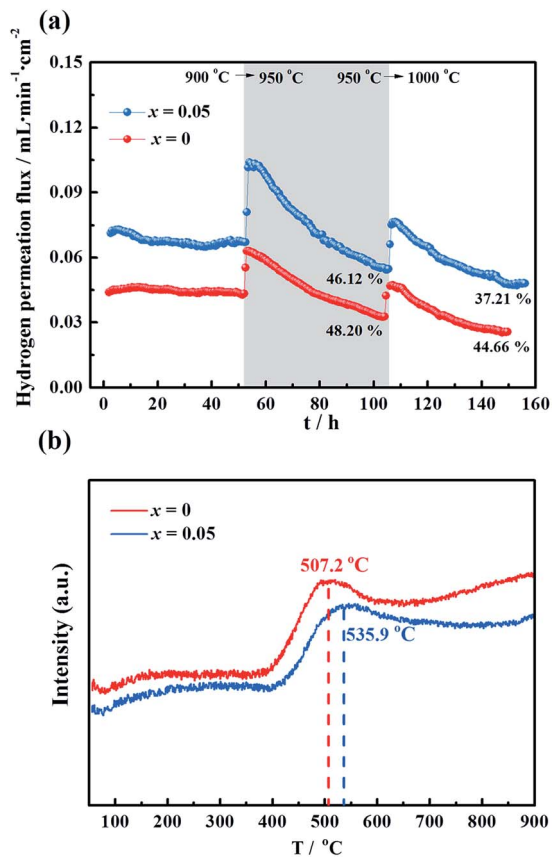 (a)
0.15
0.12
0.09
0.06
0.03
0.00
Hydrogen permeation flux / mL·min⁻¹·cm⁻²
900 °C → 950 °C
950 °C → 1000 °C
x = 0.05
x = 0
46.12 %
48.20 %
37.21 %
44.66 %
0 20 40 60 80 100 120 140 160
t / h
(b)
x = 0
x = 0.05
507.2 °C
535.9 °C
Intensity (a.u.)
100 200 300 400 500 600 700 800 900
T / °C